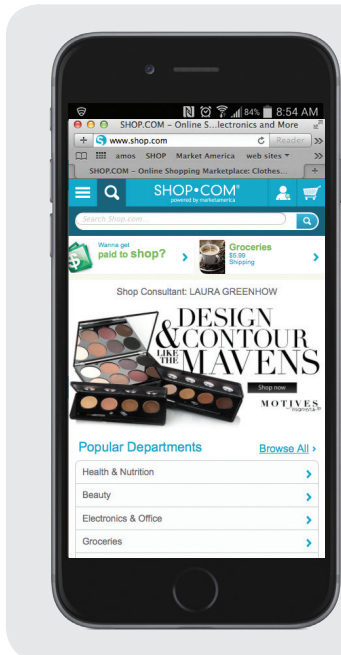 84% 8:54 AM
SHOP.COM – Online S...lectronics and More
www.shop.com
Reader
amos SHOP Market America web sites
SHOP.COM – Online Shopping Marketplace: Clothes...
SHOP•COM®
powered by marketamerica
Search Shop.com...
Wanna get
paid to shop?
Groceries
$5.99
Shipping
Shop Consultant: LAURA GREENHOW
DESIGN
& CONTOUR
LIKE THE MAVENS
Shop now
MOTIVES
Popular Departments
Browse All ›
Health & Nutrition
Beauty
Electronics & Office
Groceries